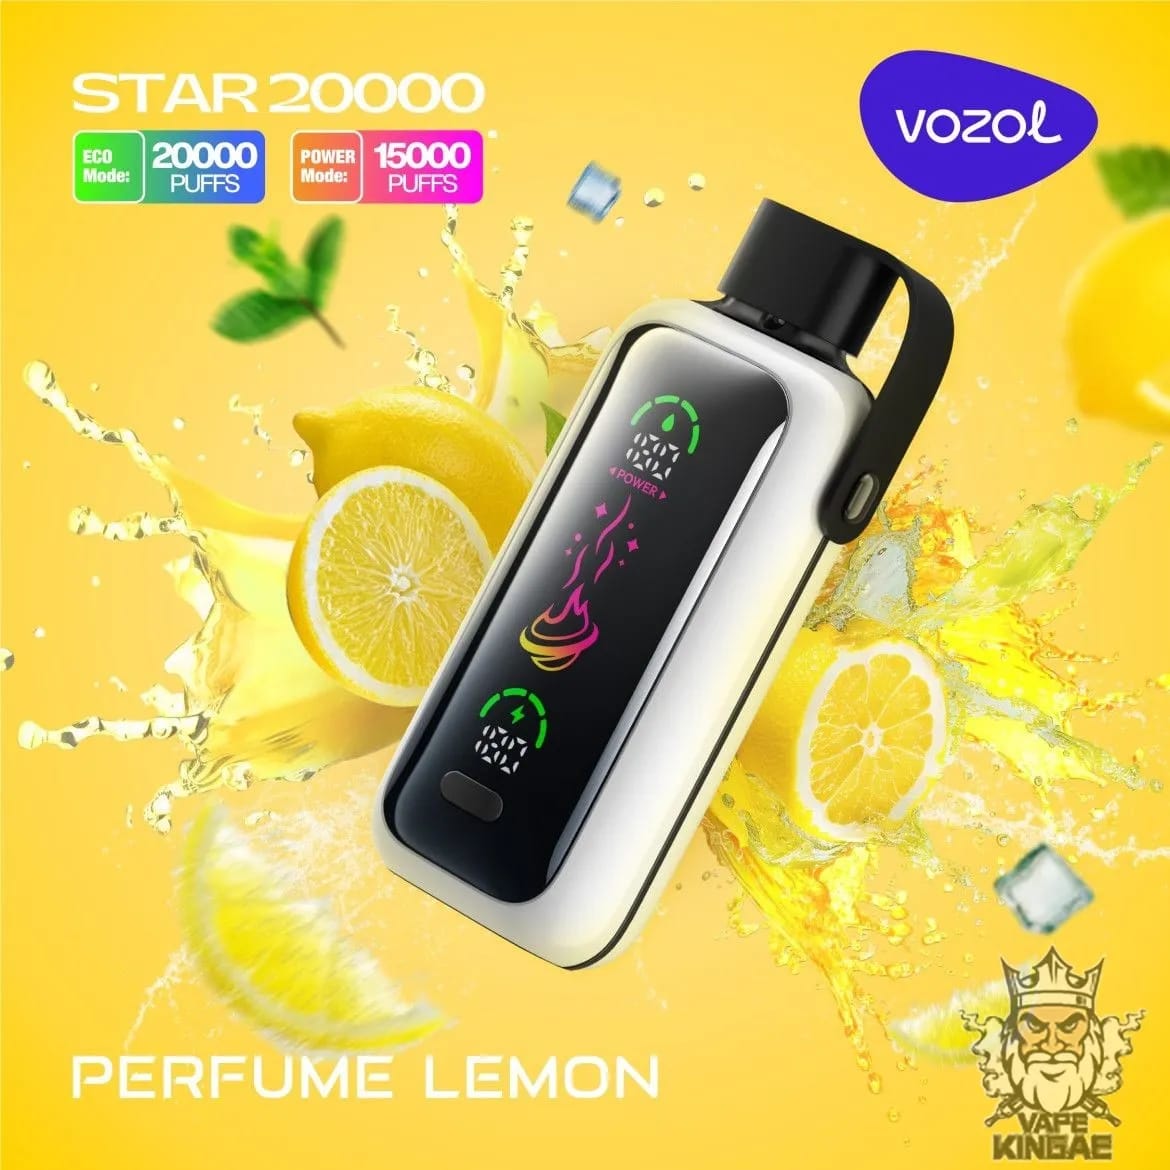 STAR 20000
ECO
Mode:
20000
PUFFS
POWER
Mode:
15000
PUFFS
VOZOL
POWER
PERFUME LEMON
VAPE
KINGAE